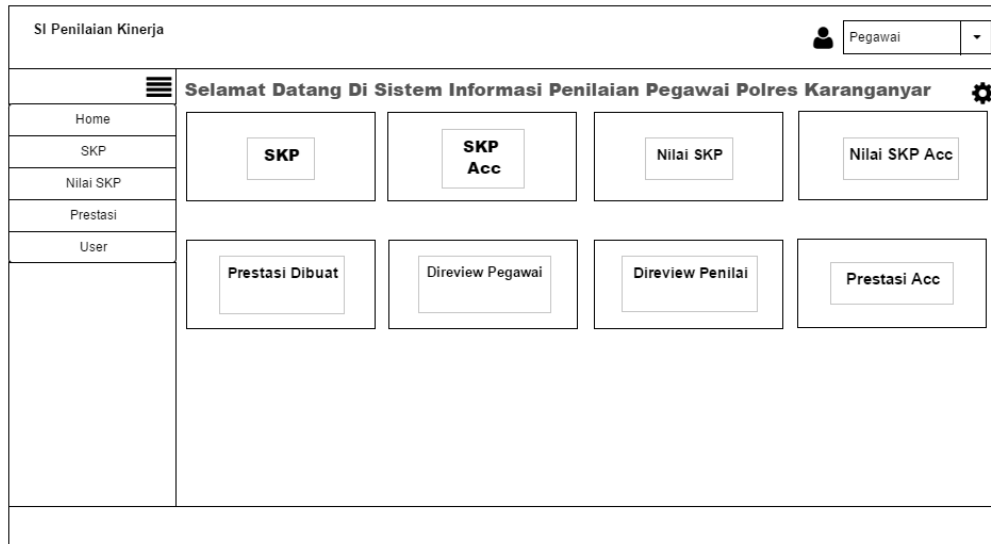 SI Penilaian Kinerja
Pegawai
Selamat Datang Di Sistem Informasi Penilaian Pegawai Polres Karanganyar
Home
SKP
Nilai SKP
Prestasi
User
SKP
SKP
Acc
Nilai SKP
Nilai SKP Acc
Prestasi Dibuat
Direview Pegawai
Direview Penilai
Prestasi Acc